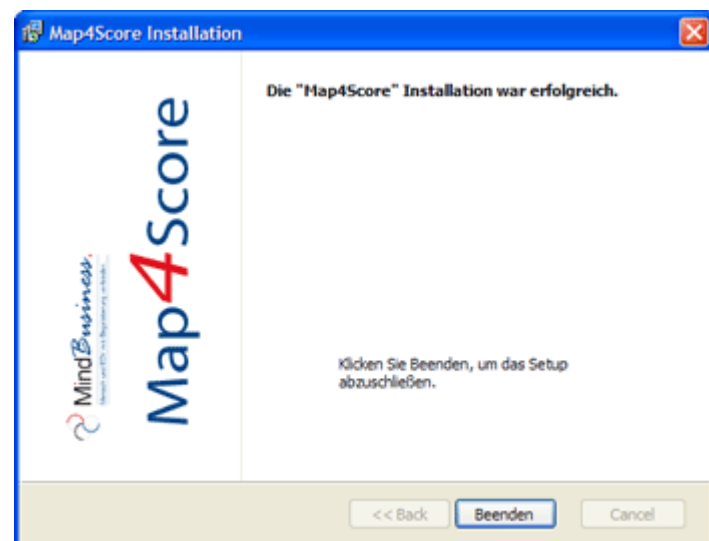 Map4Score Installation
Die "Map4Score" Installation war erfolgreich.
Map4Score
MindBusiness.
Klicken Sie Beenden, um das Setup
abzuschließen.
<< Back
Beenden
Cancel